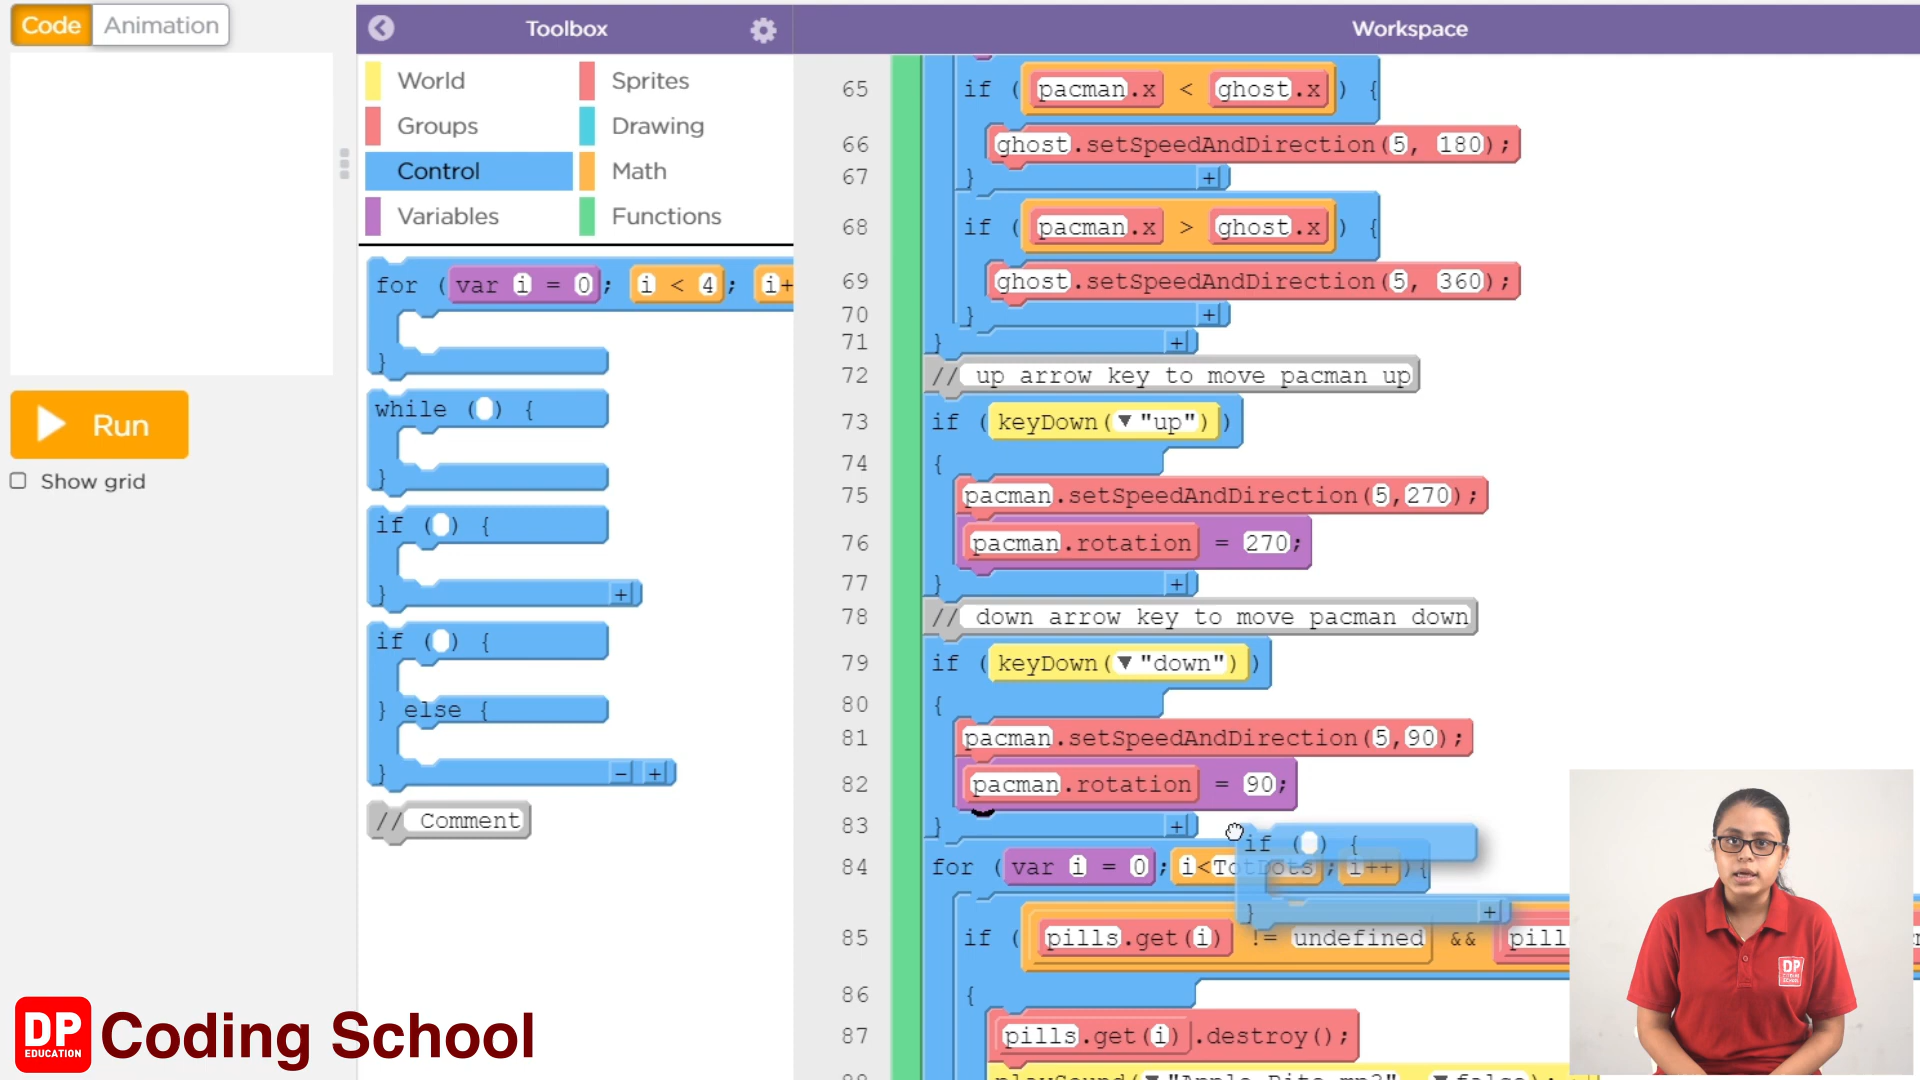 Code Animation
Toolbox
Workspace
World Sprites
Groups Drawing
Control Math
Variables Functions
for ( var i = 0 ; i < 4 ; i+
}
while ( ) {
}
if ( ) {
} +
if ( ) {
} else {
} - +
// Comment
Run
Show grid
65 if ( pacman.x < ghost.x ) {
66 ghost.setSpeedAndDirection(5, 180);
67 } +
68 if ( pacman.x > ghost.x ) {
69 ghost.setSpeedAndDirection(5, 360);
70 } +
71 } +
72 // up arrow key to move pacman up
73 if ( keyDown("up") )
74 {
75 pacman.setSpeedAndDirection(5,270);
76 pacman.rotation = 270;
77 } +
78 // down arrow key to move pacman down
79 if ( keyDown("down") )
80 {
81 pacman.setSpeedAndDirection(5,90);
82 pacman.rotation = 90;
83 } +
if ( ) {
} +
84 for ( var i = 0 ; i<TotDots ; i++ ){
85 if ( pills.get(i) != undefined && pill
86 {
87 pills.get(i).destroy();
DP
EDUCATION
Coding School
DP